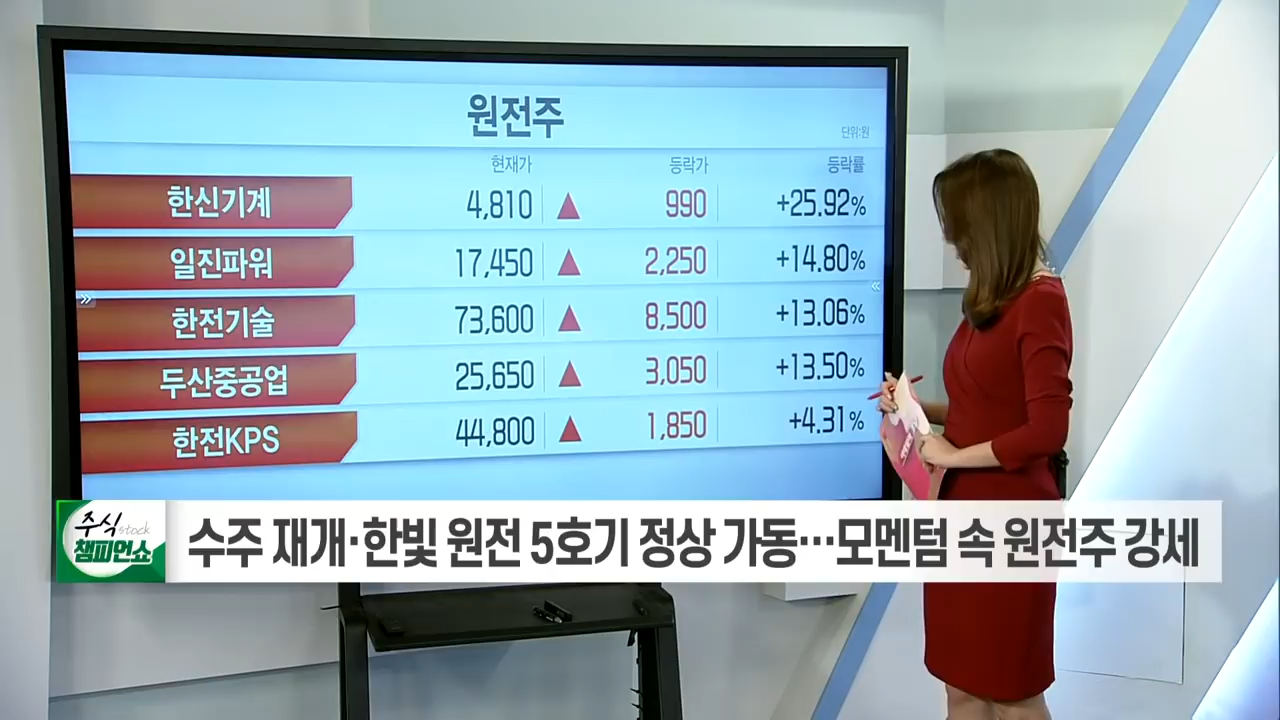 원전주
단위:원
현재가 등락가 등락률
한신기계 4,810 ▲ 990 +25.92%
일진파워 17,450 ▲ 2,250 +14.80%
한전기술 73,600 ▲ 8,500 +13.06%
두산중공업 25,650 ▲ 3,050 +13.50%
한전KPS 44,800 ▲ 1,850 +4.31%
주식 stock
챔피언쇼
수주 재개·한빛 원전 5호기 정상 가동…모멘텀 속 원전주 강세